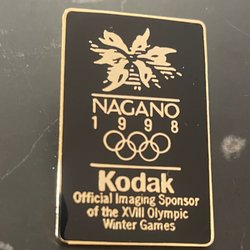 NAGANO
1998
Kodak
Official Imaging Sponsor
of the XVIII Olympic
Winter Games